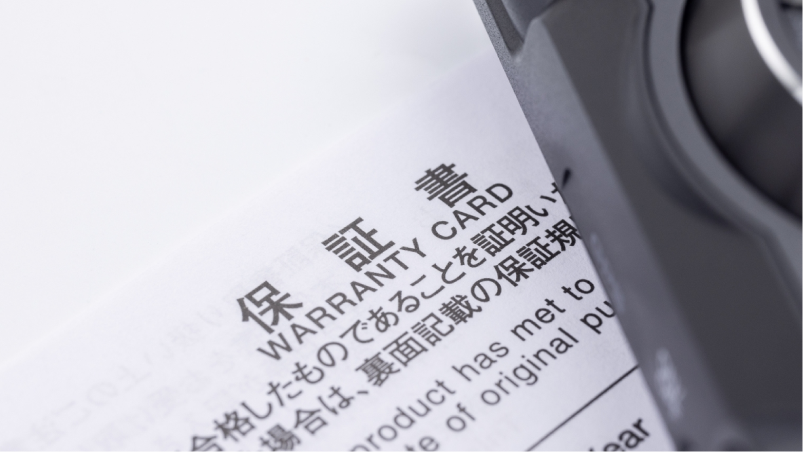 保証書
WARRANTY CARD
合格したものであることを証明い
場合は、裏面記載の保証規
product has met to
te of original pu
ear